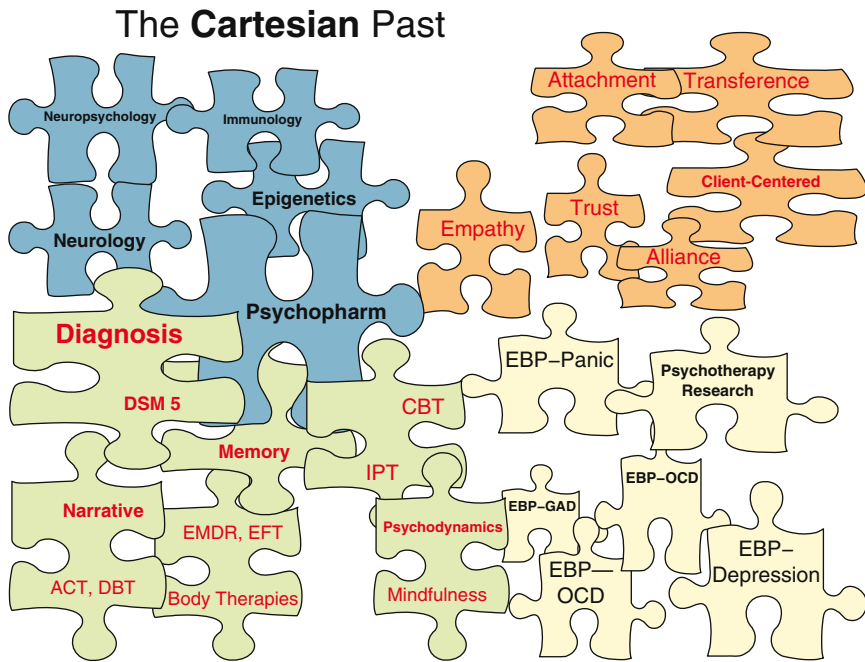 The Cartesian Past
Neuropsychology
Immunology
Epigenetics
Neurology
Psychopharm
Attachment
Transference
Client-Centered
Empathy
Trust
Alliance
Diagnosis
DSM 5
Memory
CBT
IPT
Narrative
ACT, DBT
EMDR, EFT
Body Therapies
Psychodynamics
Mindfulness
EBP–Panic
Psychotherapy
Research
EBP–GAD
EBP–OCD
EBP—
OCD
EBP–
Depression